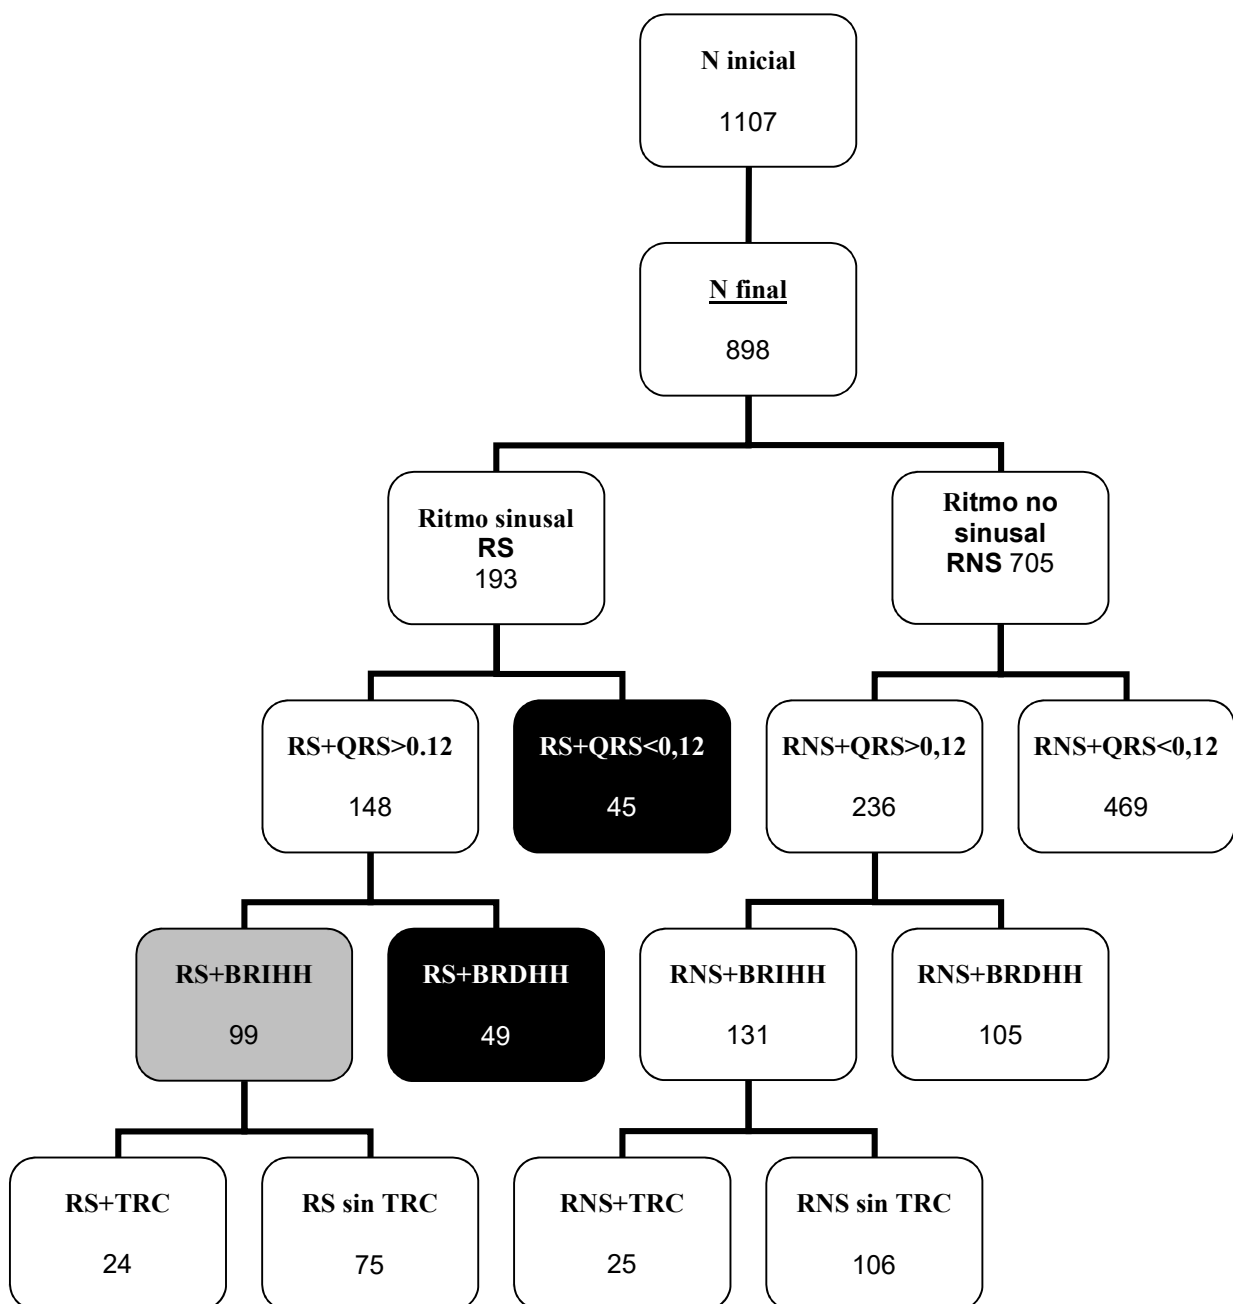 N inicial
1107
N final
898
Ritmo sinusal
RS
193
Ritmo no
sinusal
RNS 705
RS+QRS>0.12
148
RS+QRS<0,12
45
RNS+QRS>0,12
236
RNS+QRS<0,12
469
RS+BRIHH
99
RS+BRDHH
49
RNS+BRIHH
131
RNS+BRDHH
105
RS+TRC
24
RS sin TRC
75
RNS+TRC
25
RNS sin TRC
106